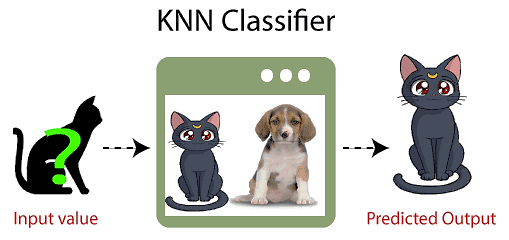 KNN Classifier
?
Input value
Predicted Output